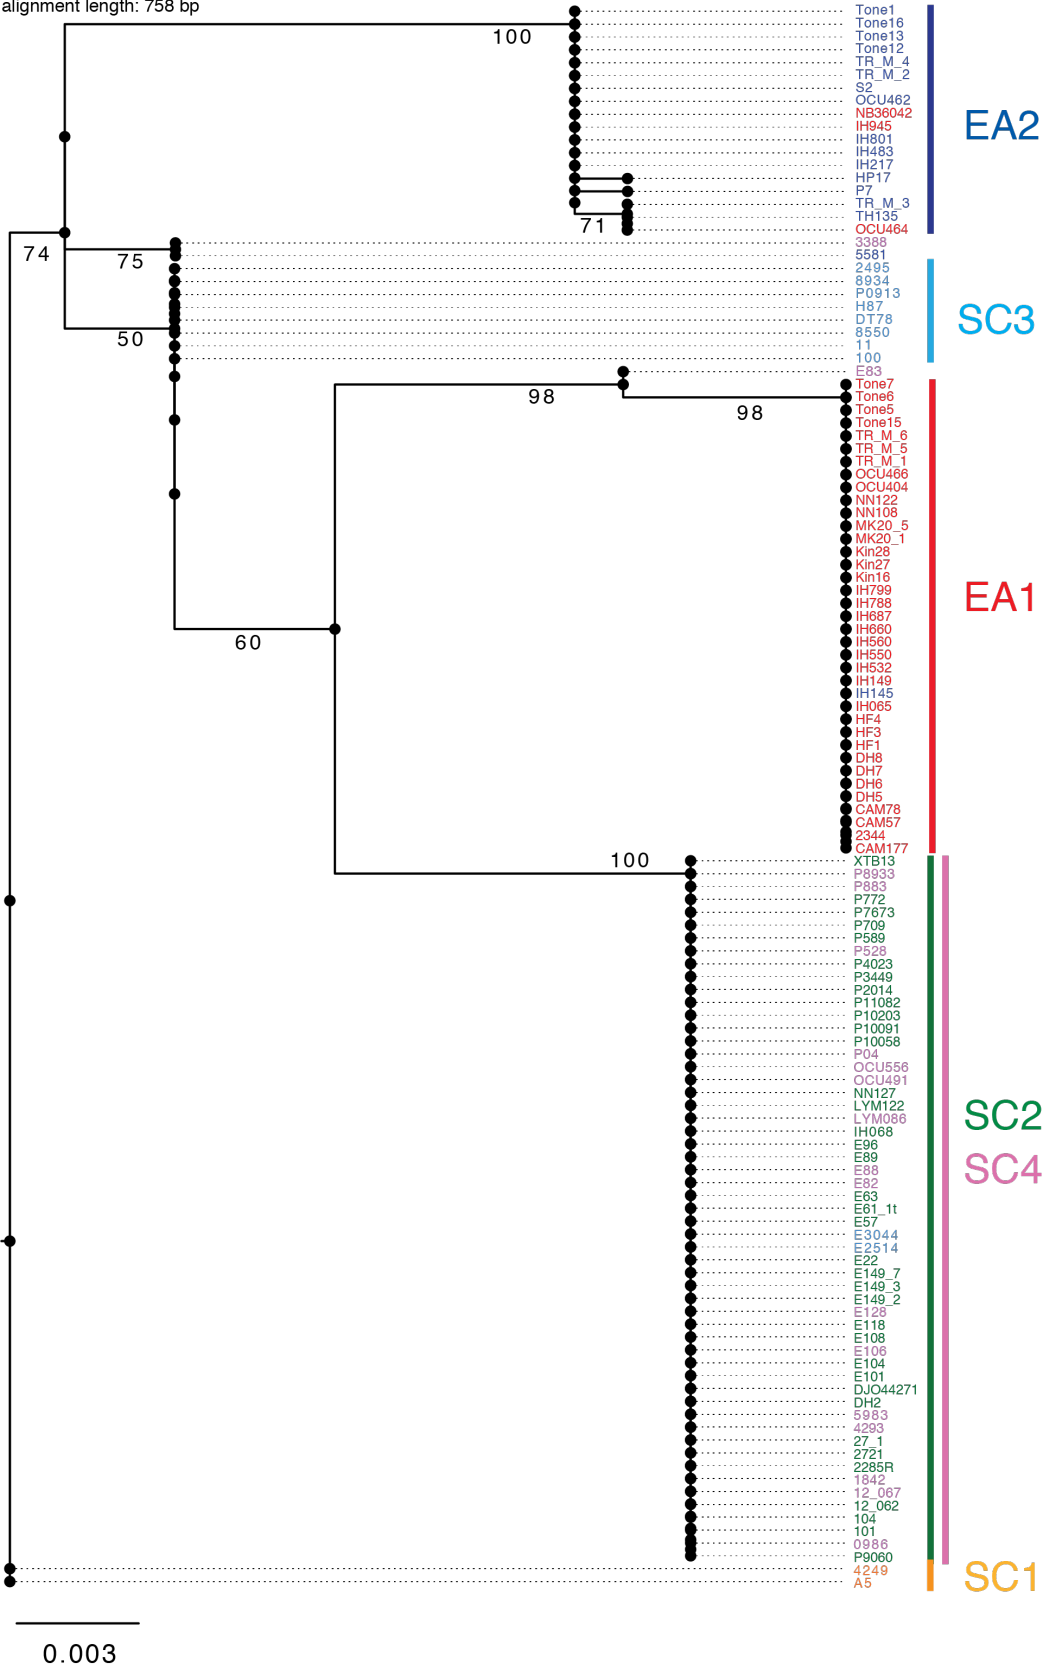 alignment length: 758 bp
Tone1
Tone16
100
Tone13
Tone12
TR_M_4
TR_M_2
S2
OCU462
NB36042
EA2
IH945
IH801
IH483
IH217
HP17
P7
TR_M_3
TH135
71
OCU464
3388
74
5581
75
2495
8934
P0913
H87
SC3
DT78
8550
50
11
100
E83
Tone7
98
Tone6
98
Tone5
Tone15
TR_M_6
TR_M_5
TR_M_1
OCU466
OCU404
NN122
NN108
MK20_5
MK20_1
Kin28
Kin27
Kin16
IH799
EA1
IH788
IH687
IH660
60
IH560
IH550
IH532
IH149
IH145
IH065
HF4
HF3
HF1
DH8
DH7
DH6
DH5
CAM78
CAM57
2344
CAM177
100
XTB13
P8933
P883
P772
P7673
P709
P589
P528
P4023
P3449
P2014
P11082
P10203
P10091
P10058
P04
OCU556
OCU491
NN127
LYM122
SC2
LYM086
IH068
E96
E89
E88
SC4
E82
E63
E61_1t
E57
E3044
E2514
E22
E149_7
E149_3
E149_2
E128
E118
E108
E106
E104
E101
DJO44271
DH2
5983
4293
27_1
2721
2285R
1842
12_067
12_062
104
101
0986
P9060
4249
SC1
A5
0.003